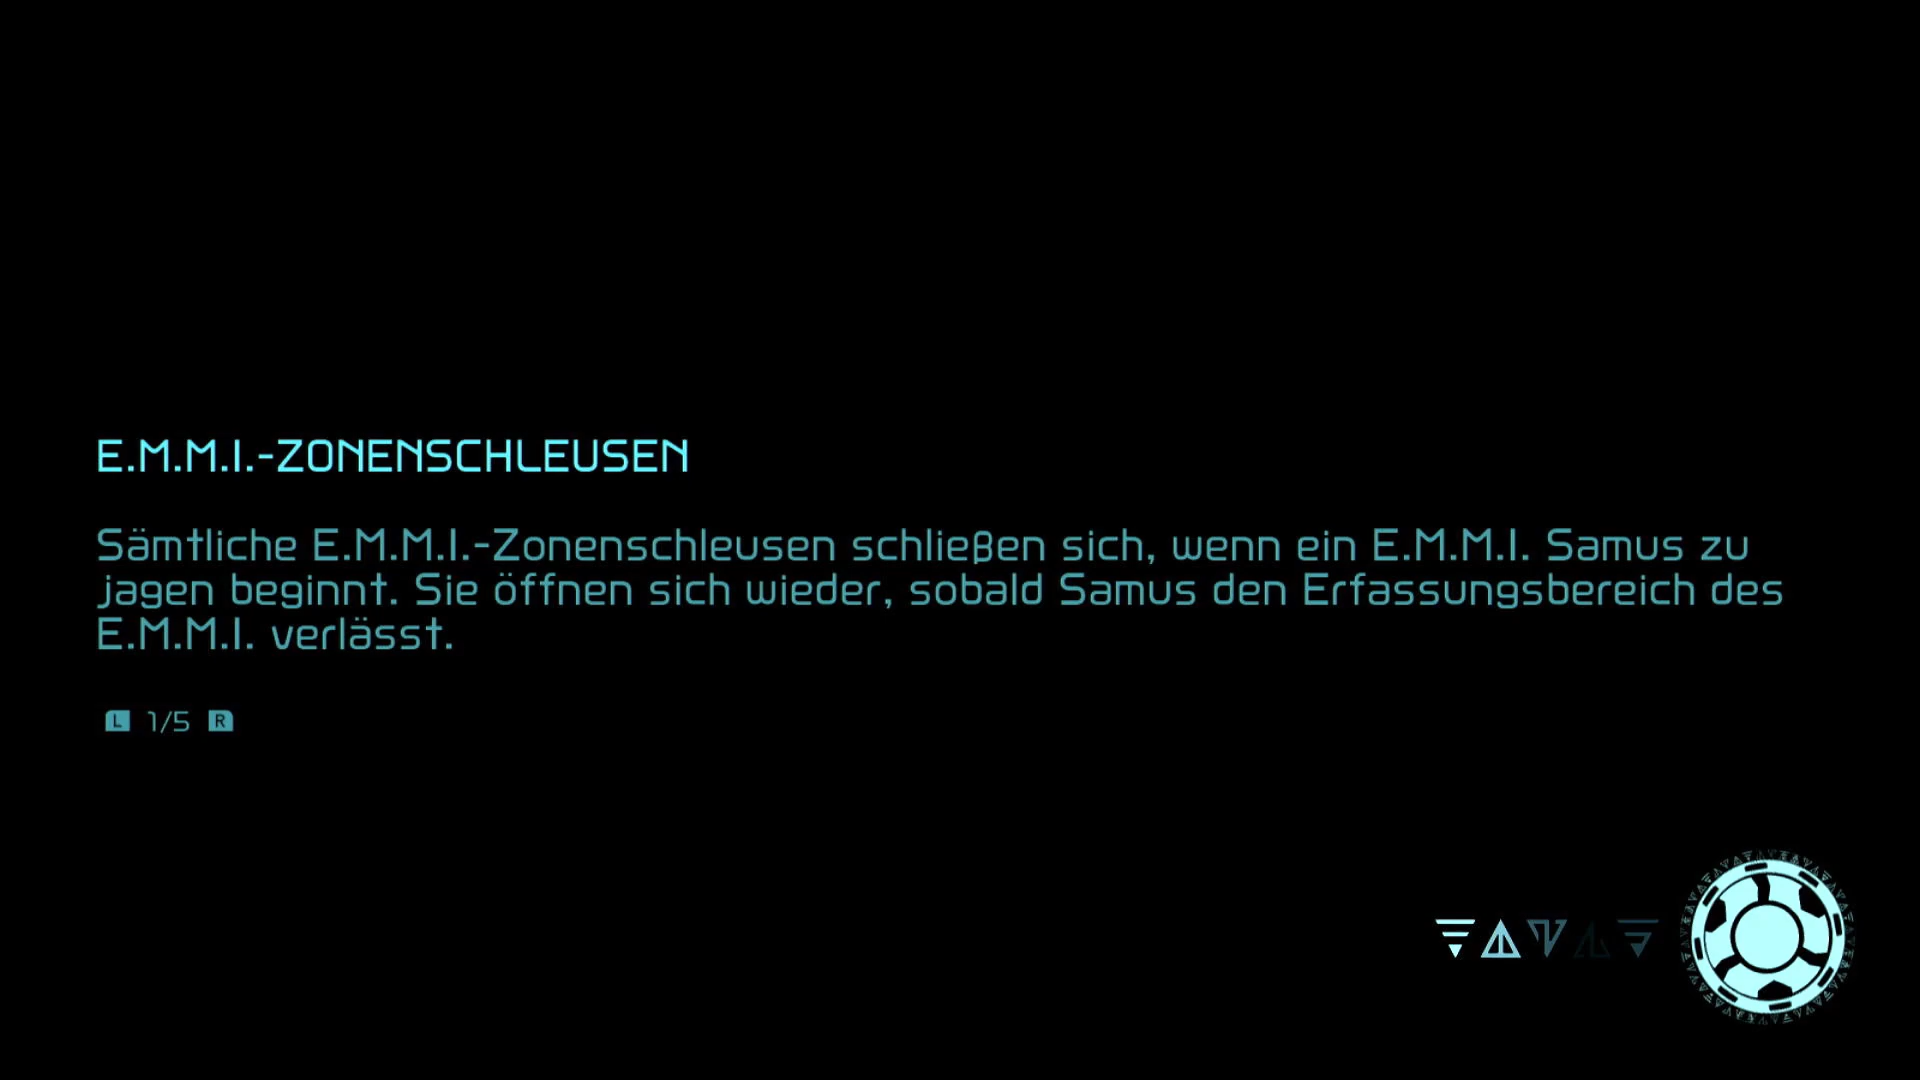 E.M.M.I.-ZONENSCHLEUSEN
Sämtliche E.M.M.I.-Zonenschleusen schließen sich, wenn ein E.M.M.I. Samus zu
jagen beginnt. Sie öffnen sich wieder, sobald Samus den Erfassungsbereich des
E.M.M.I. verlässt.
L 1/5 R